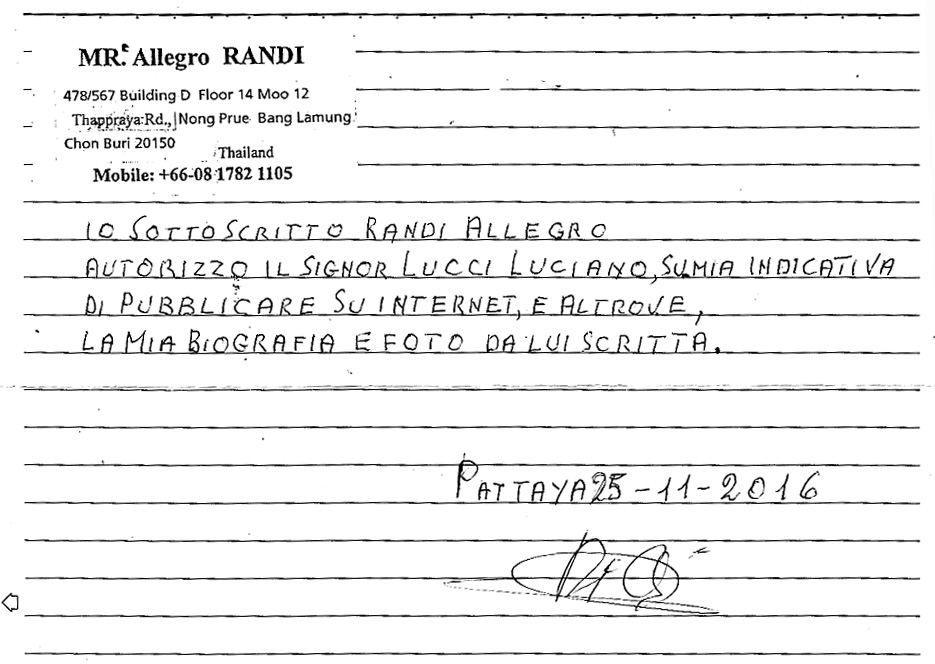 MR. Allegro RANDI
478/567 Building D Floor 14 Moo 12
Thappraya Rd., Nong Prue Bang Lamung
Chon Buri 20150
Thailand
Mobile: +66-08 1782 1105
IO SOTTOSCRITTO RANDI ALLEGRO
AUTORIZZO IL SIGNOR LUCCI LUCIANO, SU MIA INDICATIVA
DI PUBBLICARE SU INTERNET, E ALTROVE,
LA MIA BIOGRAFIA E FOTO DA LUI SCRITTA.
PATTAYA 25-11-2016